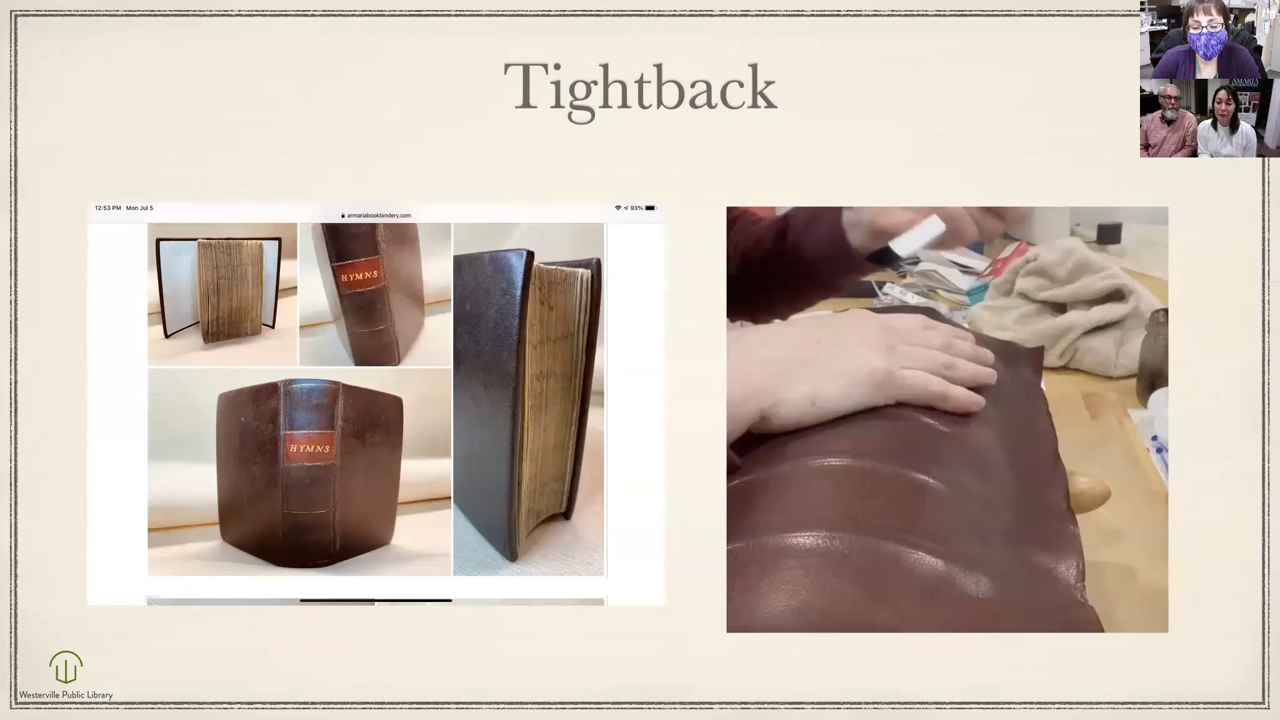 Tightback
12:53 PM Mon Jul 5
93%
armariabookbindery.com
HYMNS
HYMNS
Westerville Public Library